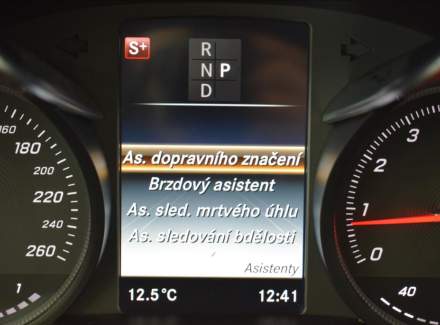 S+
R
N P
D
As. dopravního značení
Brzdový asistent
As. sled. mrtvého úhlu
As. sledování bdělosti
Asistenty
12.5°C 12:41
160
180
200
220
240
260
1
4
3
2
1
0
40